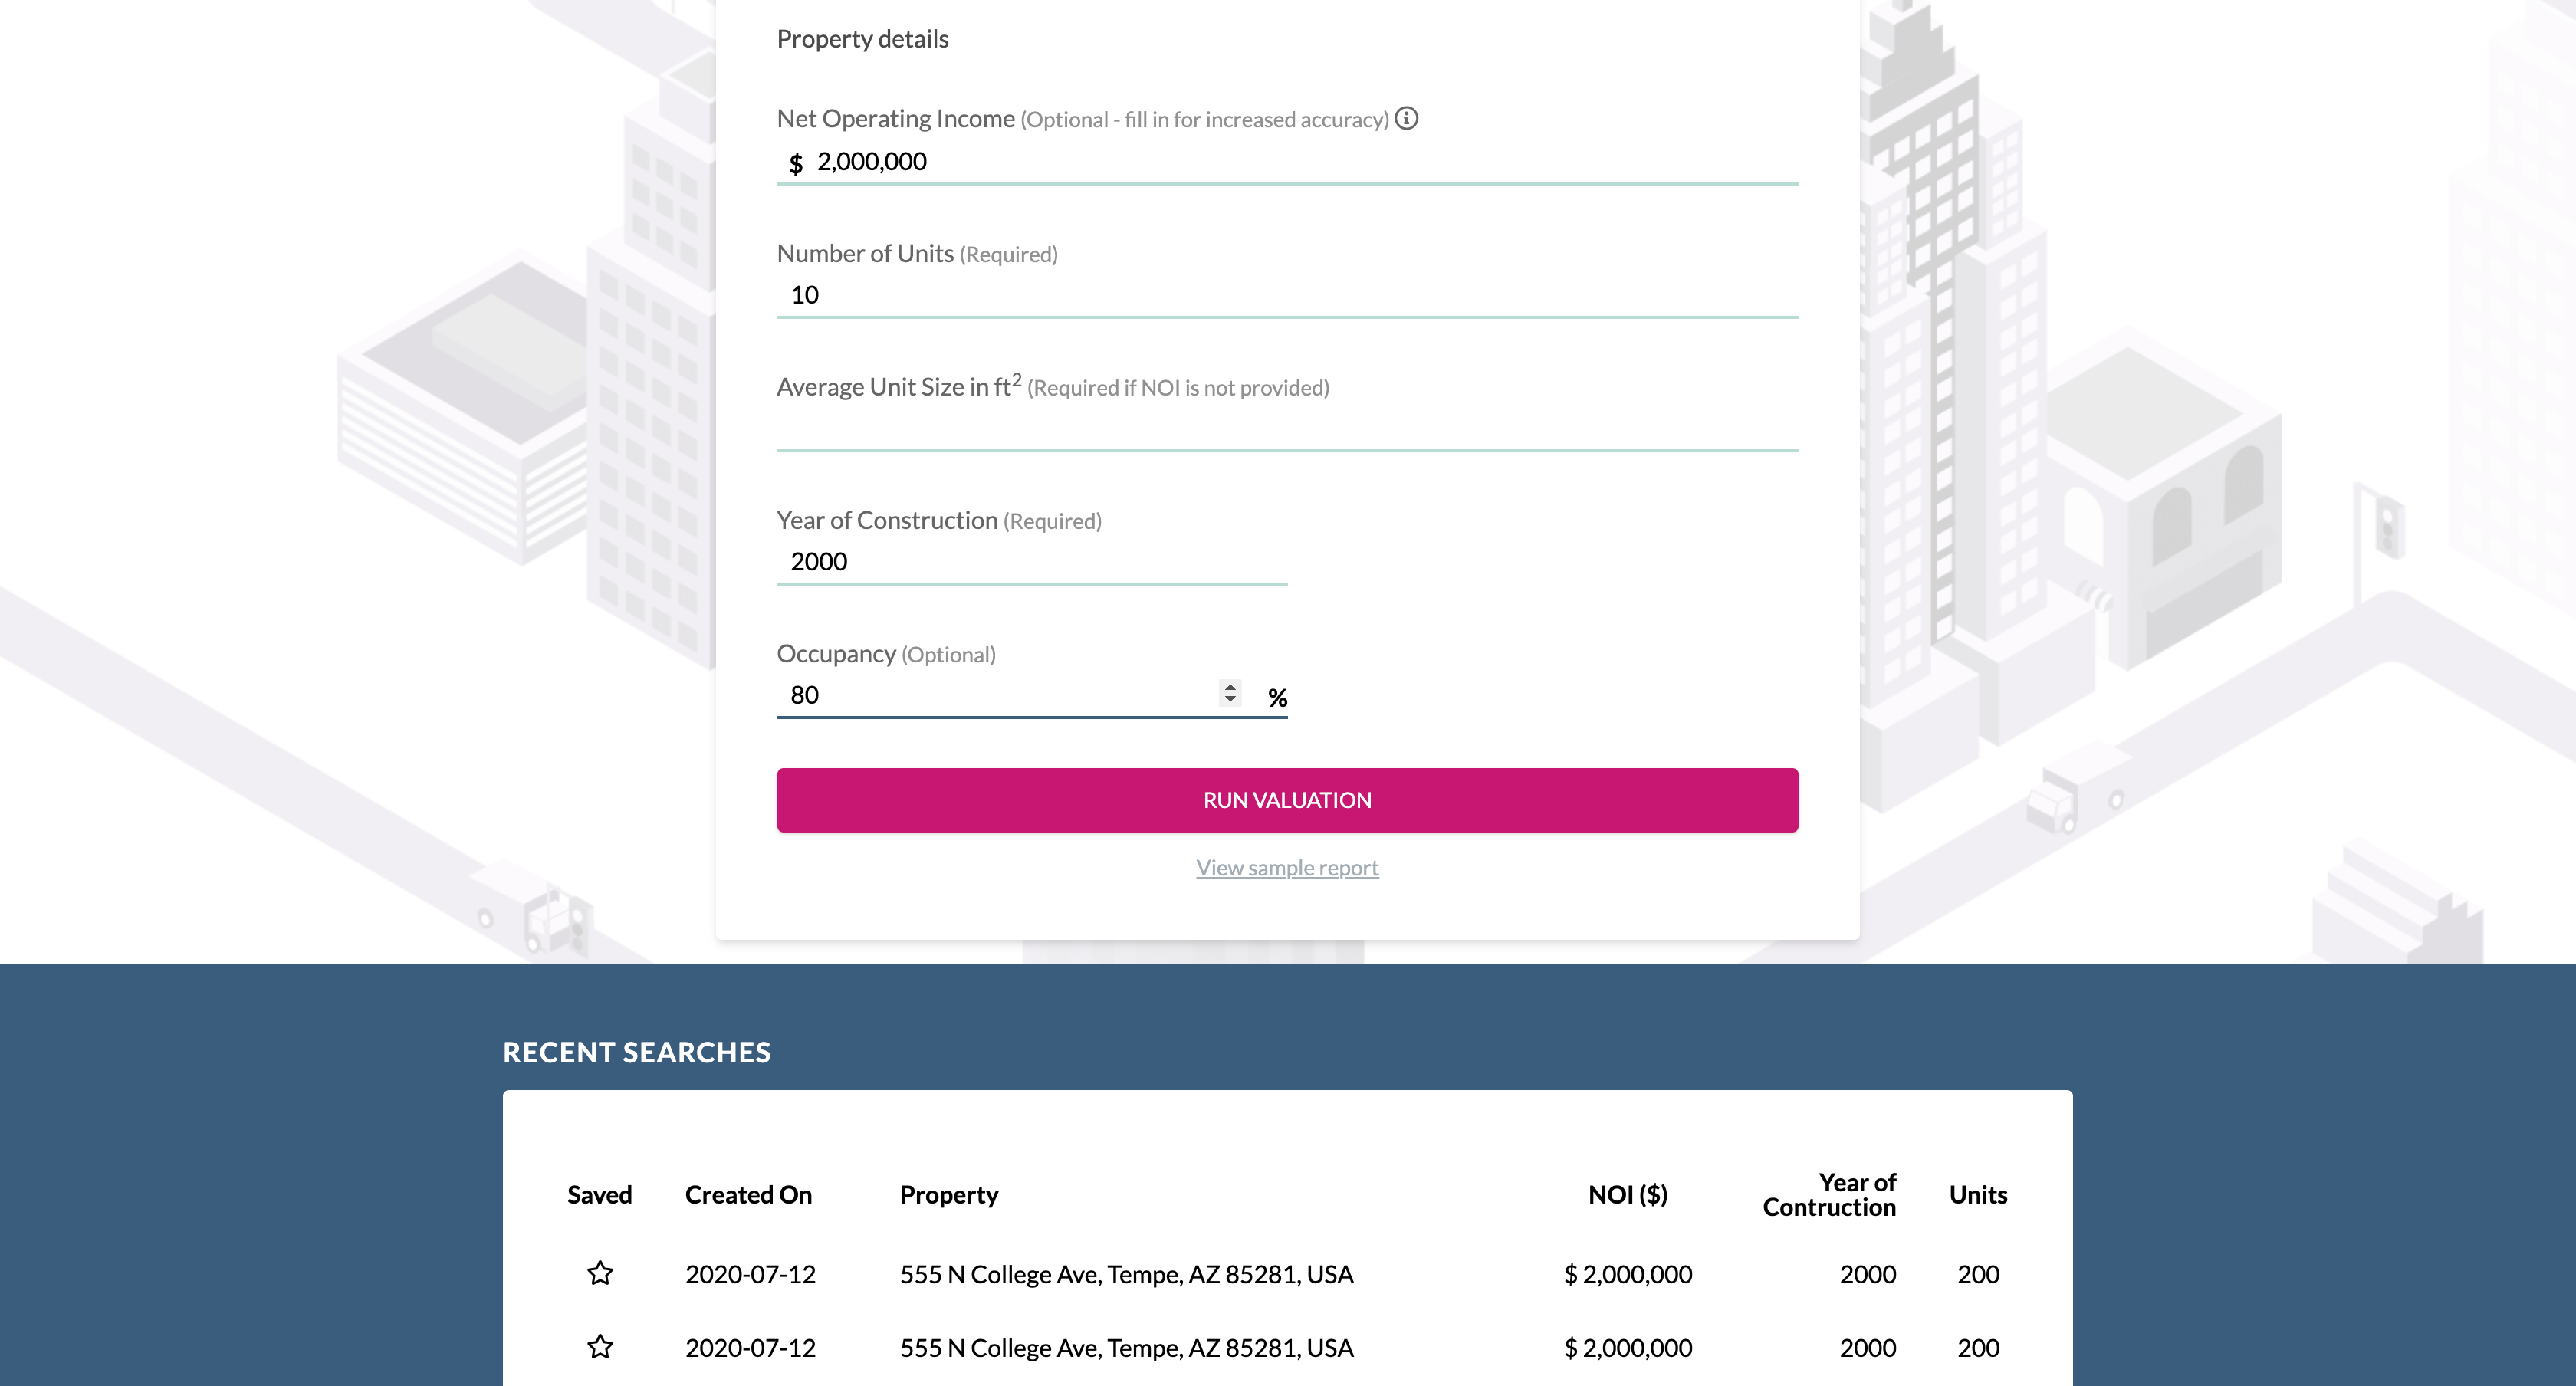 Property details
Net Operating Income (Optional - fill in for increased accuracy)
$ 2,000,000
Number of Units (Required)
10
Average Unit Size in ft² (Required if NOI is not provided)
Year of Construction (Required)
2000
Occupancy (Optional)
80 %
RUN VALUATION
View sample report
RECENT SEARCHES
Saved Created On Property NOI ($) Year of Contruction Units
2020-07-12 555 N College Ave, Tempe, AZ 85281, USA $ 2,000,000 2000 200
2020-07-12 555 N College Ave, Tempe, AZ 85281, USA $ 2,000,000 2000 200